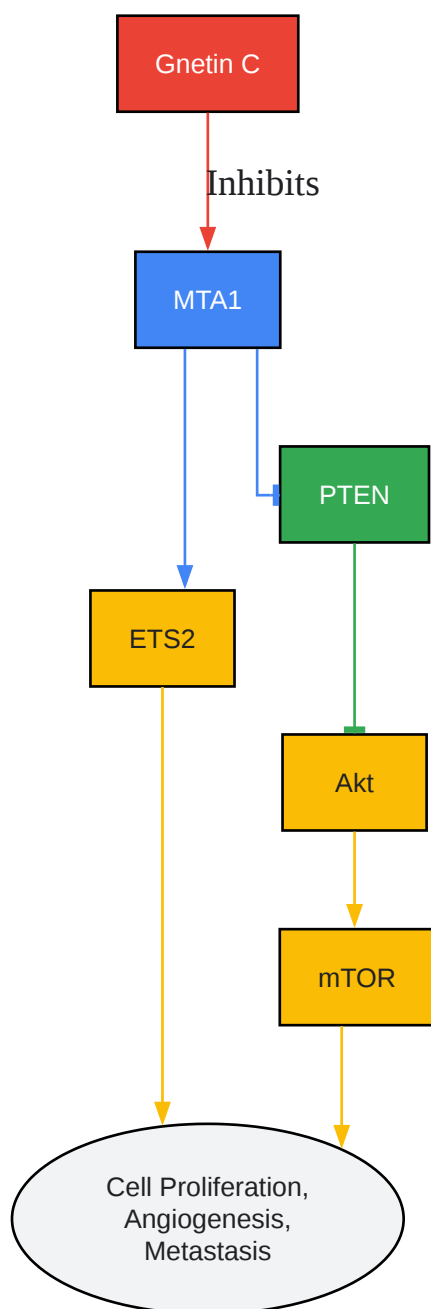 Gnetin C
Inhibits
MTA1
PTEN
ETS2
Akt
mTOR
Cell Proliferation,
Angiogenesis,
Metastasis